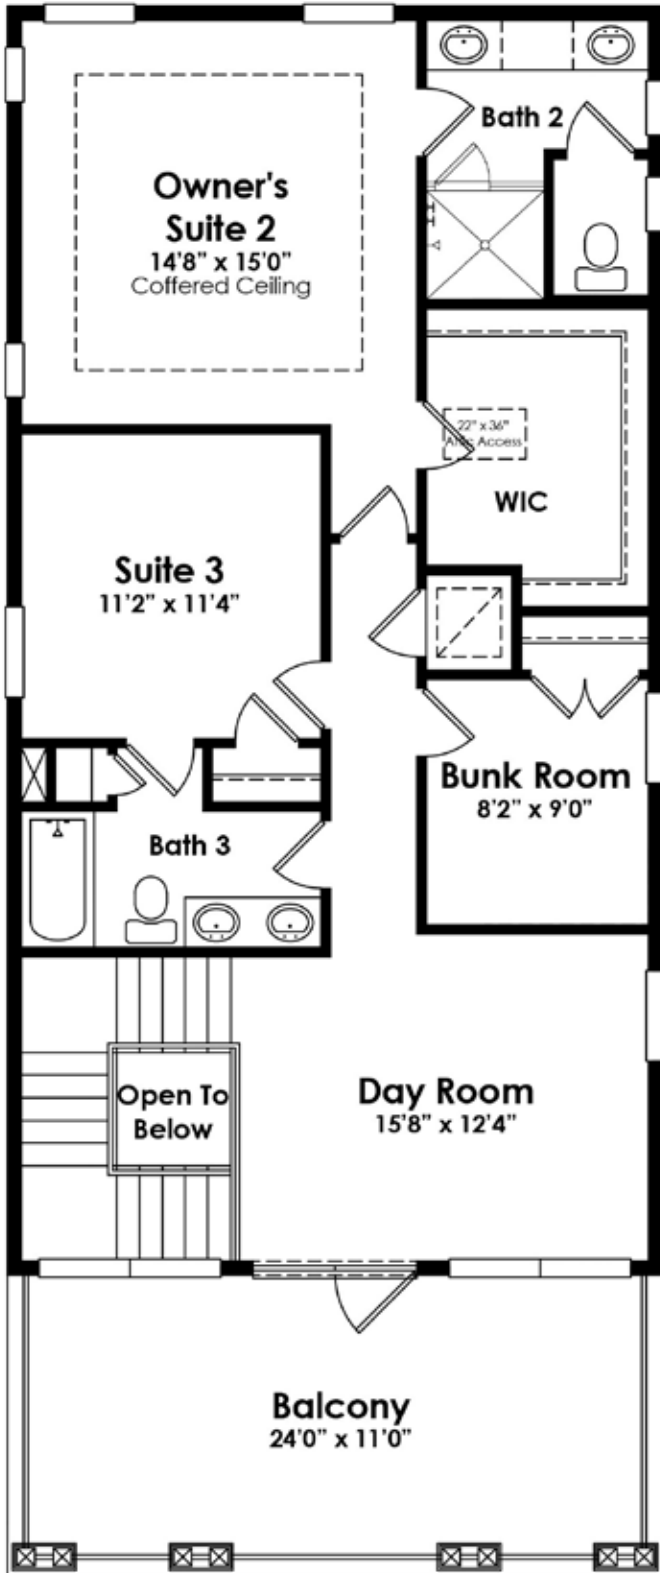 Bath 2
Owner's
Suite 2
14'8" x 15'0"
Coffered Ceiling
22" x 36"
Attic Access
WIC
Suite 3
11'2" x 11'4"
Bunk Room
8'2" x 9'0"
Bath 3
Open To
Below
Day Room
15'8" x 12'4"
Balcony
24'0" x 11'0"